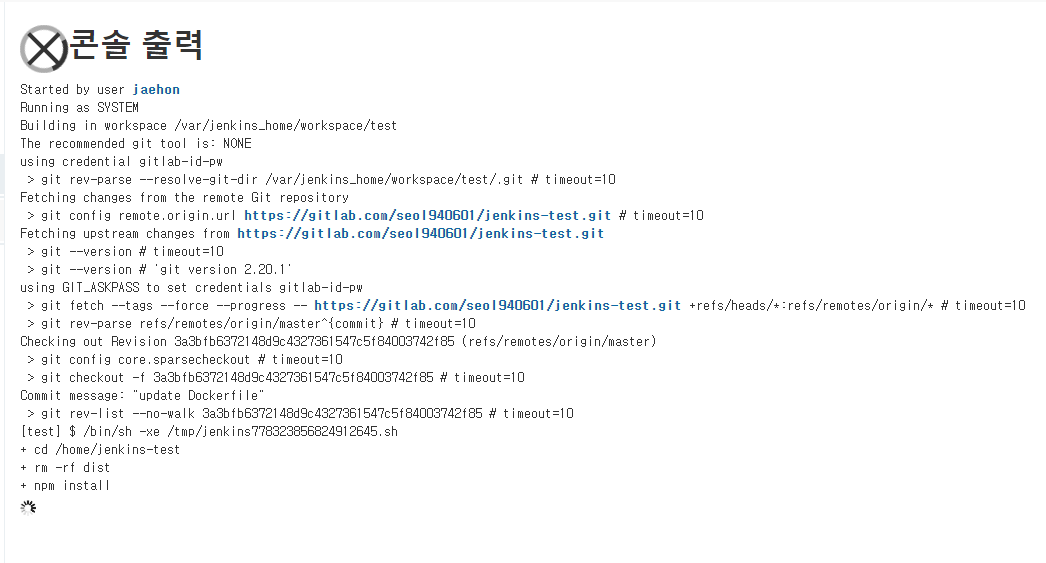 콘솔 출력
Started by user jaehon
Running as SYSTEM
Building in workspace /var/jenkins_home/workspace/test
The recommended git tool is: NONE
using credential gitlab-id-pw
 > git rev-parse --resolve-git-dir /var/jenkins_home/workspace/test/.git # timeout=10
Fetching changes from the remote Git repository
 > git config remote.origin.url https://gitlab.com/seol940601/jenkins-test.git # timeout=10
Fetching upstream changes from https://gitlab.com/seol940601/jenkins-test.git
 > git --version # timeout=10
 > git --version # 'git version 2.20.1'
using GIT_ASKPASS to set credentials gitlab-id-pw
 > git fetch --tags --force --progress -- https://gitlab.com/seol940601/jenkins-test.git +refs/heads/*:refs/remotes/origin/* # timeout=10
 > git rev-parse refs/remotes/origin/master^{commit} # timeout=10
Checking out Revision 3a3bfb6372148d9c4327361547c5f84003742f85 (refs/remotes/origin/master)
 > git config core.sparsecheckout # timeout=10
 > git checkout -f 3a3bfb6372148d9c4327361547c5f84003742f85 # timeout=10
Commit message: "update Dockerfile"
 > git rev-list --no-walk 3a3bfb6372148d9c4327361547c5f84003742f85 # timeout=10
[test] $ /bin/sh -xe /tmp/jenkins778323856824912645.sh
+ cd /home/jenkins-test
+ rm -rf dist
+ npm install